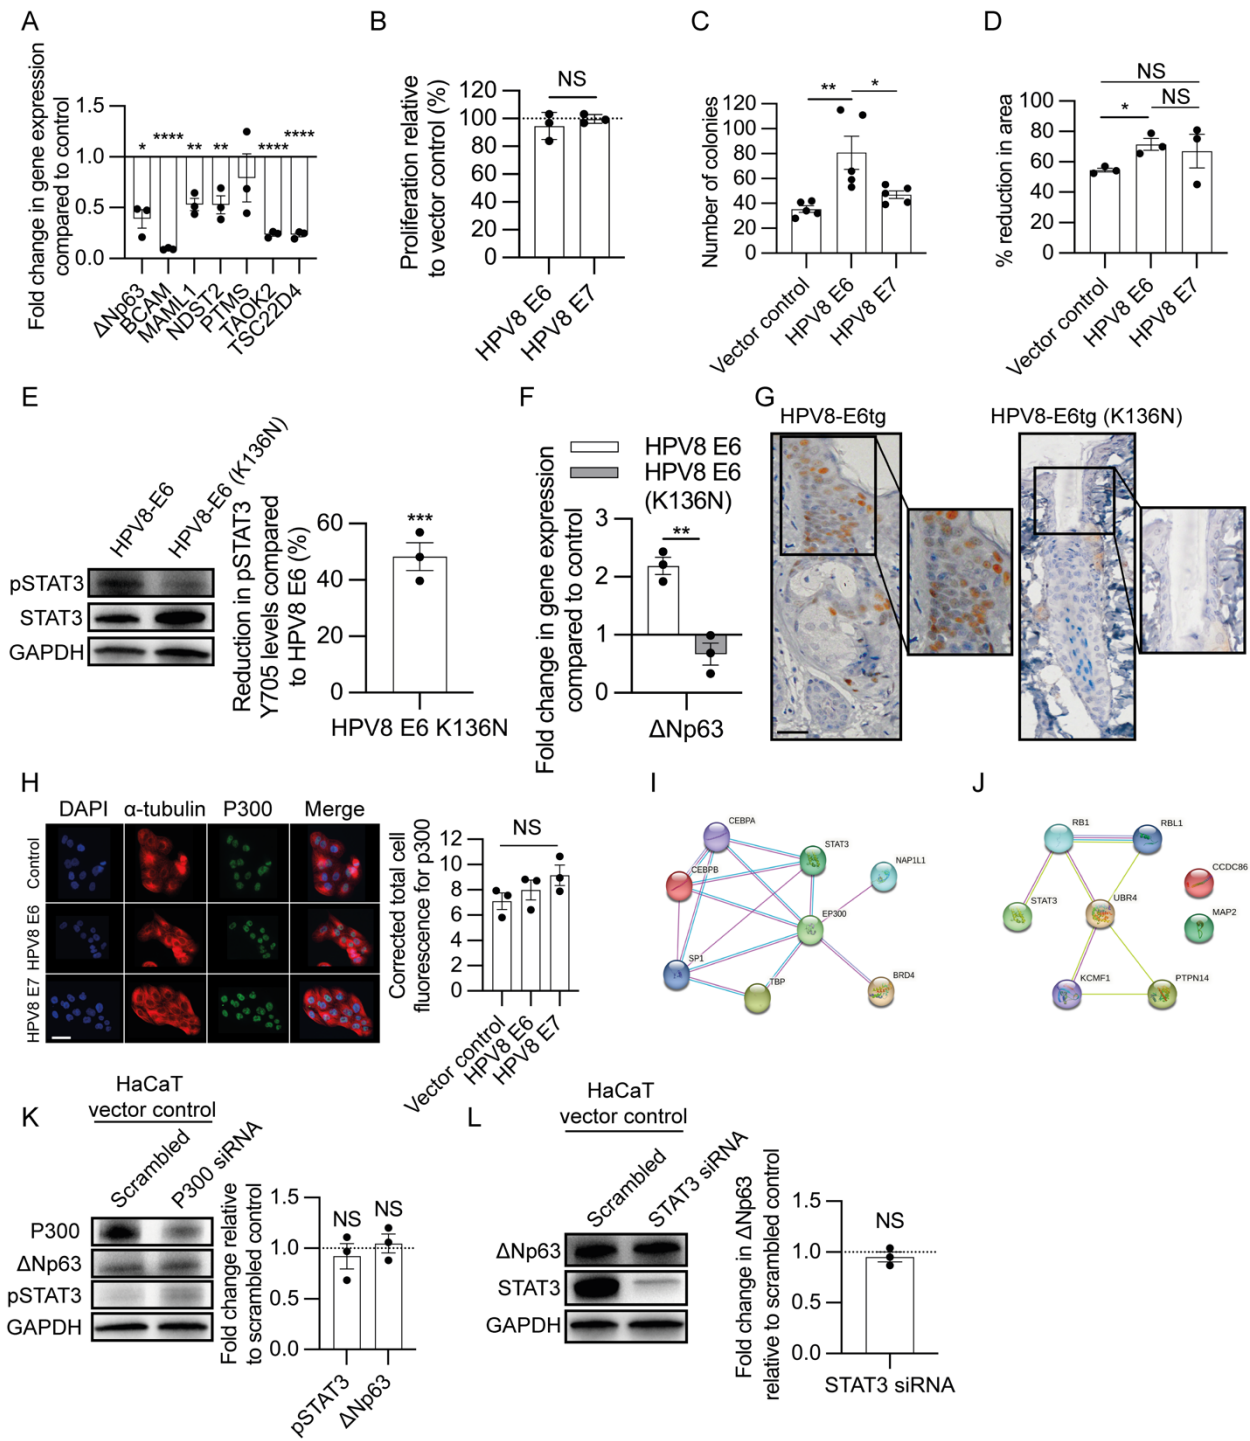 A
Fold change in gene expression
compared to control
1.5
1.0
0.5
0.0
*
****
**
**
****
****
ΔNp63
BCAM
MAML1
NDST2
PTMS
TAOK2
TSC22D4
B
Proliferation relative
to vector control (%)
120
100
80
60
40
20
0
NS
HPV8 E6
HPV8 E7
C
Number of colonies
120
100
80
60
40
20
0
**
*
Vector control
HPV8 E6
HPV8 E7
D
% reduction in area
100
80
60
40
20
0
NS
*
NS
Vector control
HPV8 E6
HPV8 E7
E
HPV8-E6
HPV8-E6 (K136N)
pSTAT3
STAT3
GAPDH
Reduction in pSTAT3
Y705 levels compared
to HPV8 E6 (%)
60
40
20
0
***
HPV8 E6 K136N
F
HPV8 E6
HPV8 E6
(K136N)
Fold change in gene expression
compared to control
3
2
1
0
**
ΔNp63
G
HPV8-E6tg
HPV8-E6tg (K136N)
H
DAPI
α-tubulin
P300
Merge
Control
HPV8 E6
HPV8 E7
Corrected total cell
fluorescence for p300
12
10
8
6
4
2
0
NS
Vector control
HPV8 E6
HPV8 E7
I
CEBPA
STAT3
NAP1L1
CEBPB
EP300
SP1
TBP
BRD4
J
RB1
RBL1
CCDC86
STAT3
UBR4
MAP2
KCMF1
PTPN14
K
HaCaT
vector control
Scrambled
P300 siRNA
P300
ΔNp63
pSTAT3
GAPDH
Fold change relative
to scrambled control
1.5
1.0
0.5
0.0
NS
NS
pSTAT3
ΔNp63
L
HaCaT
vector control
Scrambled
STAT3 siRNA
ΔNp63
STAT3
GAPDH
Fold change in ΔNp63
relative to scrambled control
1.5
1.0
0.5
0.0
NS
STAT3 siRNA